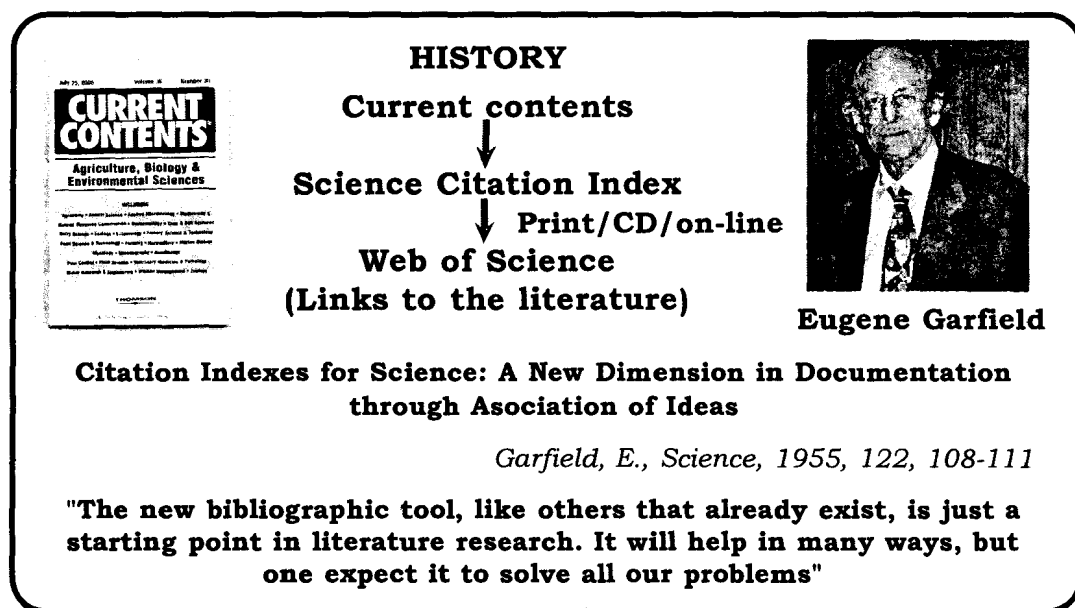 HISTORY
Current contents
Science Citation Index
Print/CD/on-line
Web of Science
(Links to the literature)
CURRENT
CONTENTS
Agriculture, Biology &
Environmental Sciences
THOMSON
Eugene Garfield
Citation Indexes for Science: A New Dimension in Documentation
through Asociation of Ideas
Garfield, E., Science, 1955, 122, 108-111
"The new bibliographic tool, like others that already exist, is just a
starting point in literature research. It will help in many ways, but
one expect it to solve all our problems"